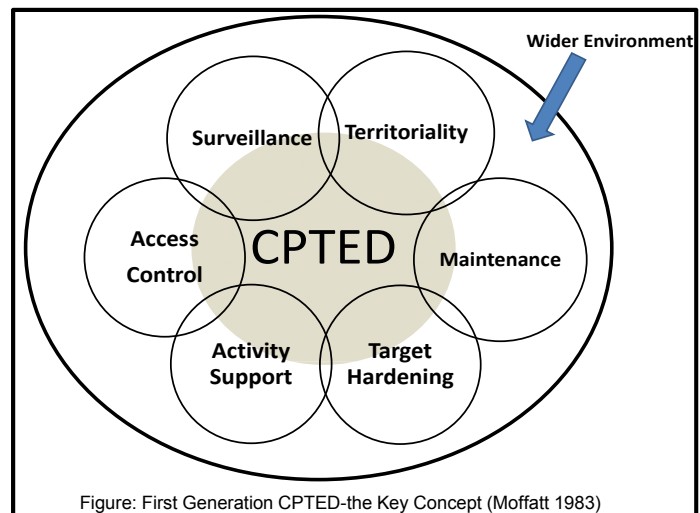 Wider Environment
Surveillance
Territoriality
Access
Control
CPTED
Maintenance
Activity
Support
Target
Hardening
Figure: First Generation CPTED-the Key Concept (Moffatt 1983)